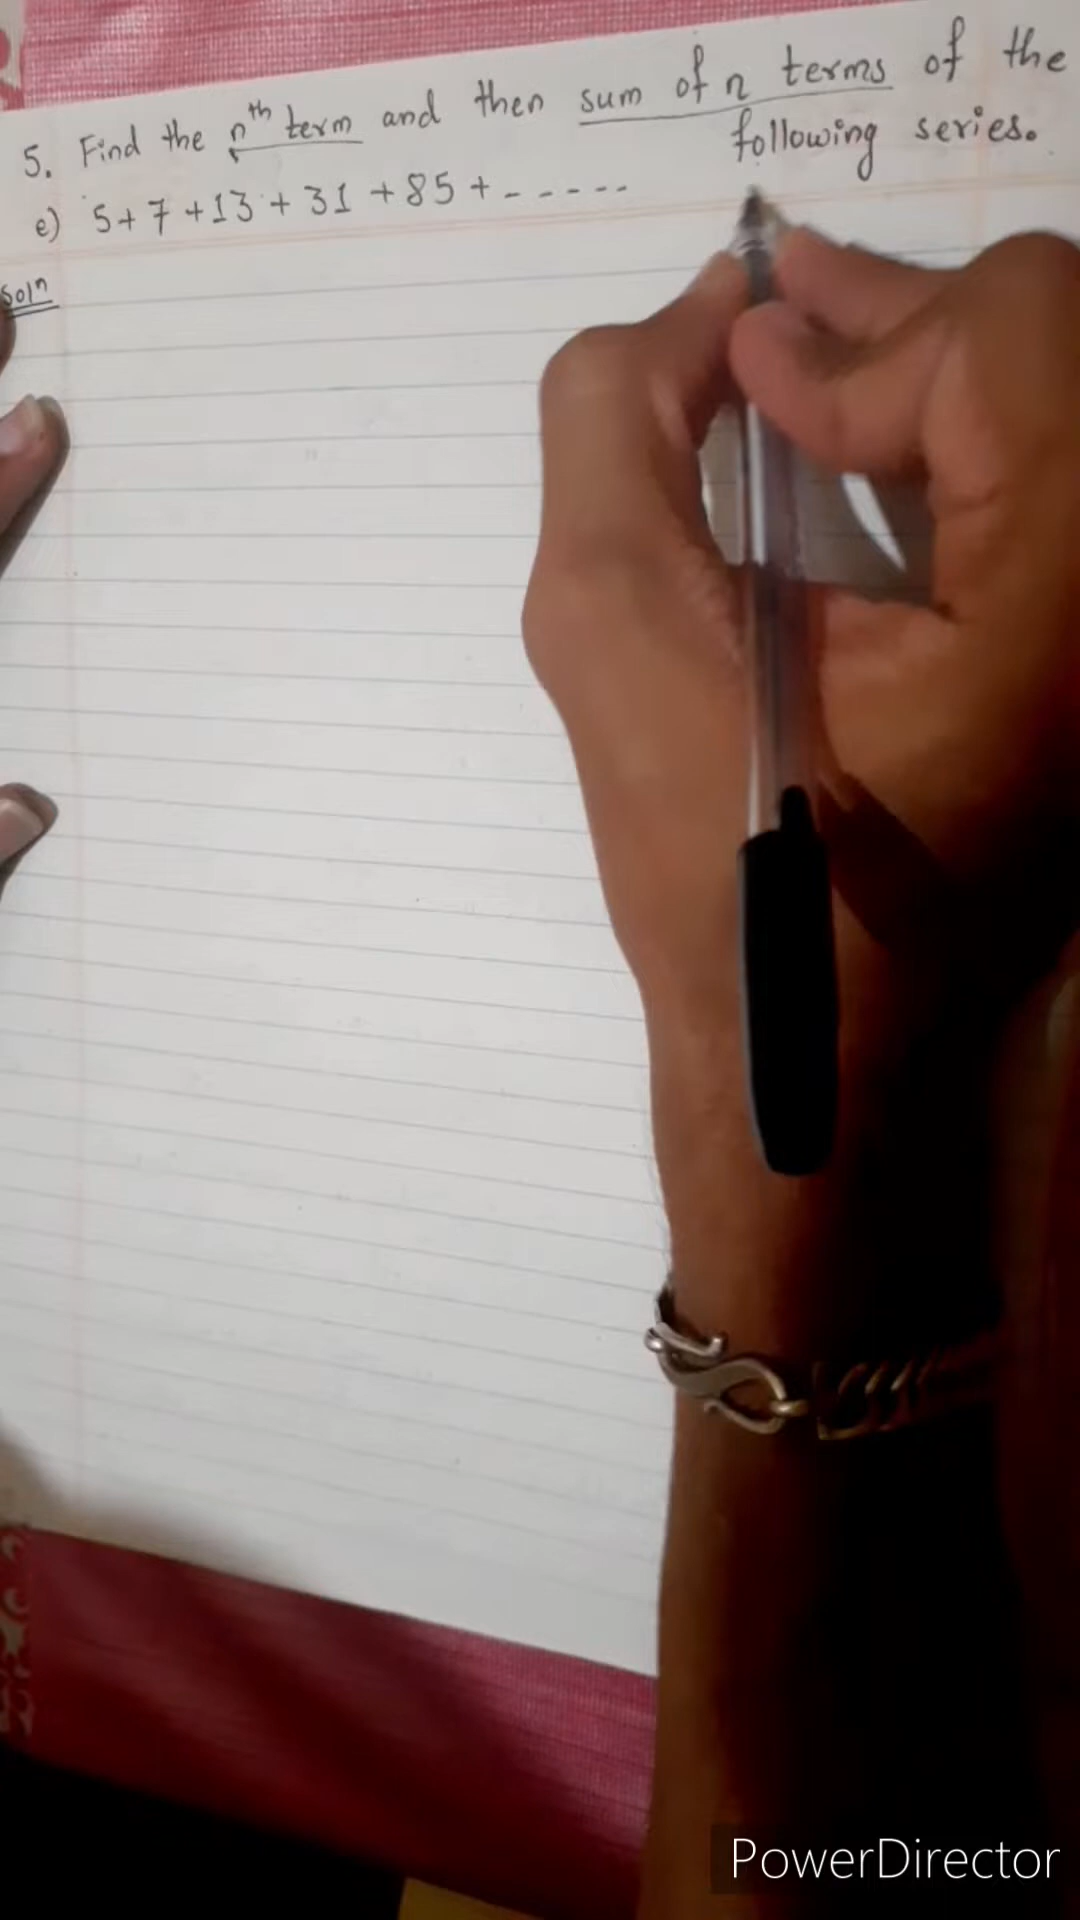 5. Find the nth term and then sum of n terms of the
following series.
e) 5+7+13+31+85+-----
Soln
PowerDirector